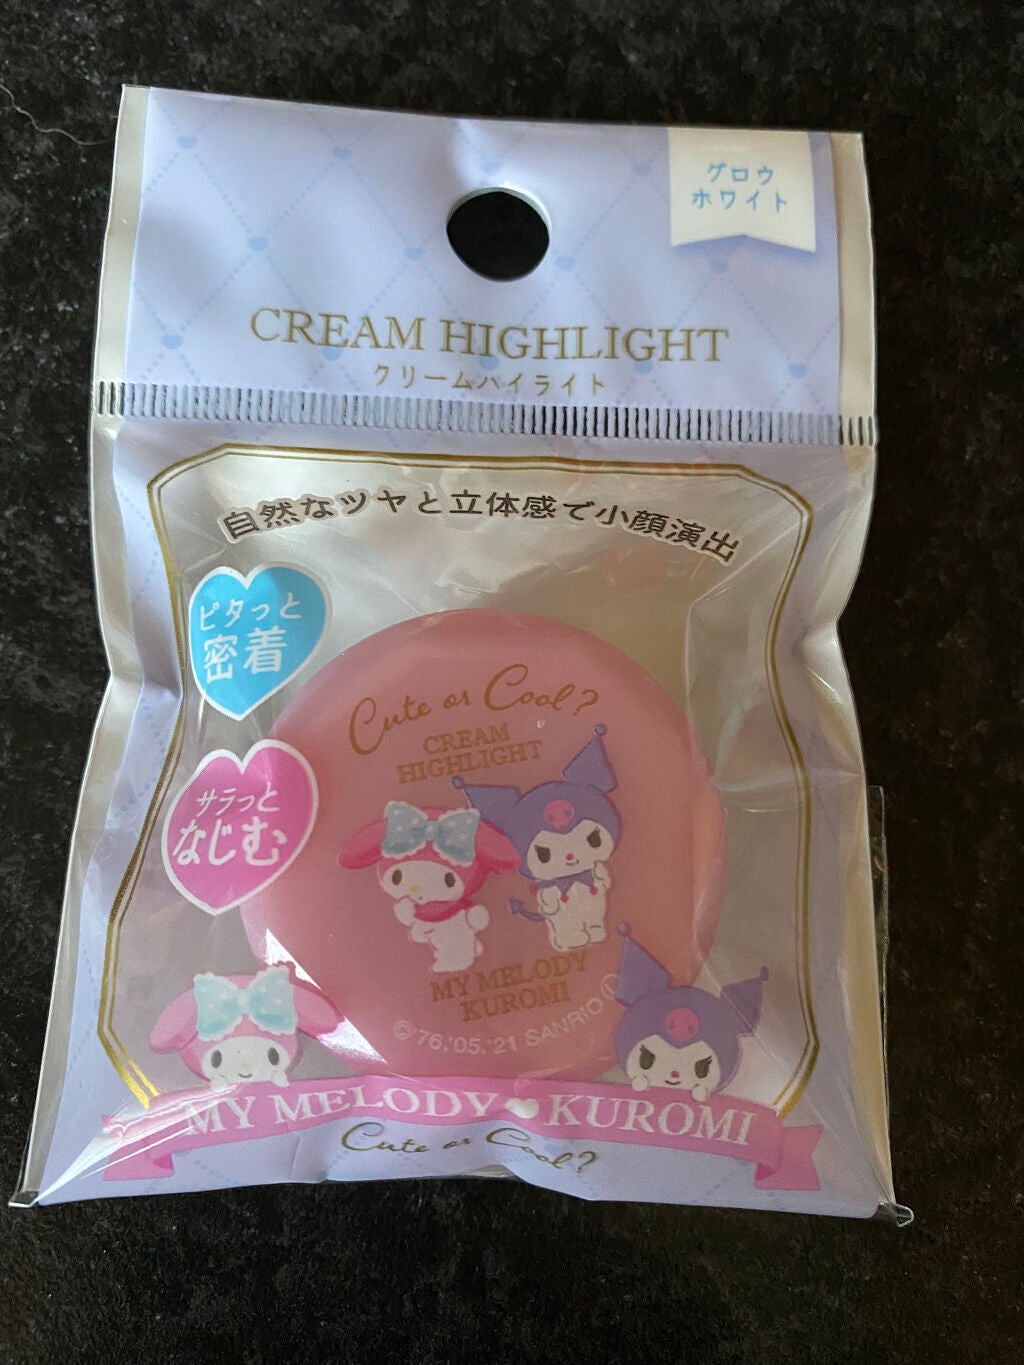 グロウ
ホワイト
CREAM HIGHLIGHT
クリームハイライト
自然なツヤと立体感で小顔演出
ピタっと
密着
サラっと
なじむ
Cute or Cool?
CREAM
HIGHLIGHT
MY MELODY
KUROMI
©'76,'05,'21 SANRIO
MY MELODY KUROMI
Cute or Cool?